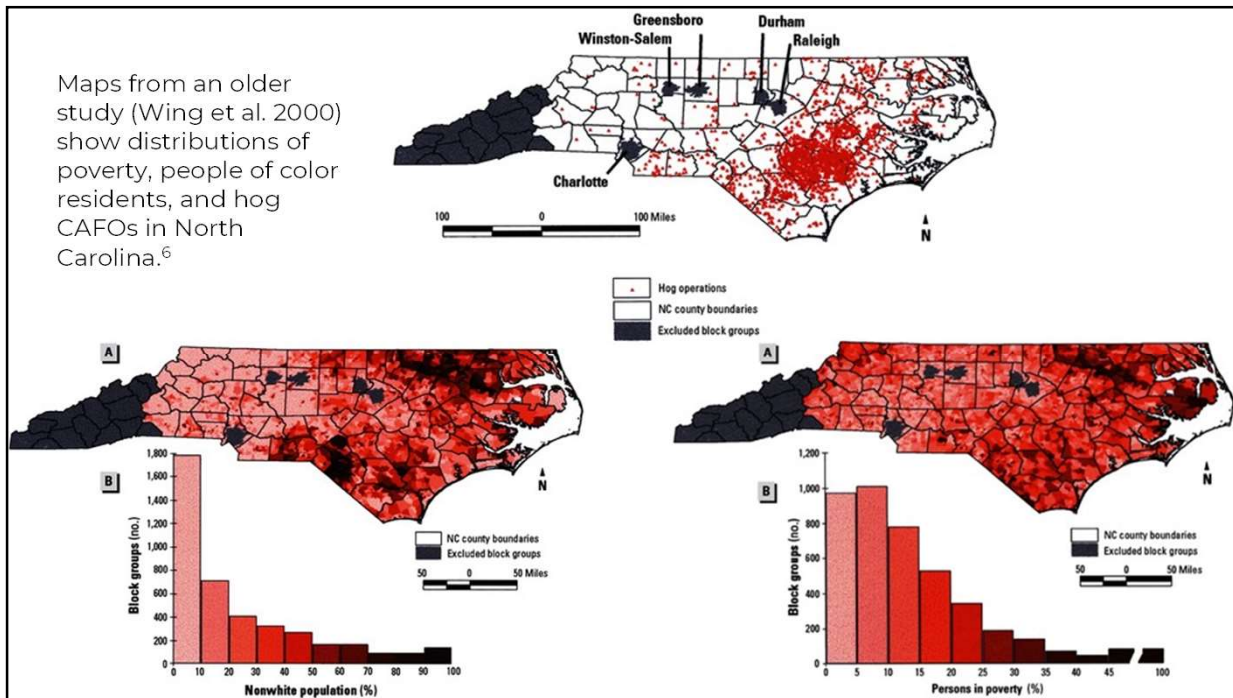 Maps from an older
study (Wing et al. 2000)
show distributions of
poverty, people of color
residents, and hog
CAFOs in North
Carolina.6
Greensboro
Winston-Salem
Durham
Raleigh
Charlotte
100 0 100 Miles
N
Hog operations
NC county boundaries
Excluded block groups
A
N
B
Block groups (no.)
1,800
1,600
1,400
1,200
1,000
800
600
400
200
0
0 10 20 30 40 50 60 70 80 90 100
Nonwhite population (%)
NC county boundaries
Excluded block groups
50 0 50 Miles
A
N
B
Block groups (no.)
1,200
1,000
800
600
400
200
0
0 5 10 15 20 25 30 35 40 45 100
Persons in poverty (%)
NC county boundaries
Excluded block groups
50 0 50 Miles